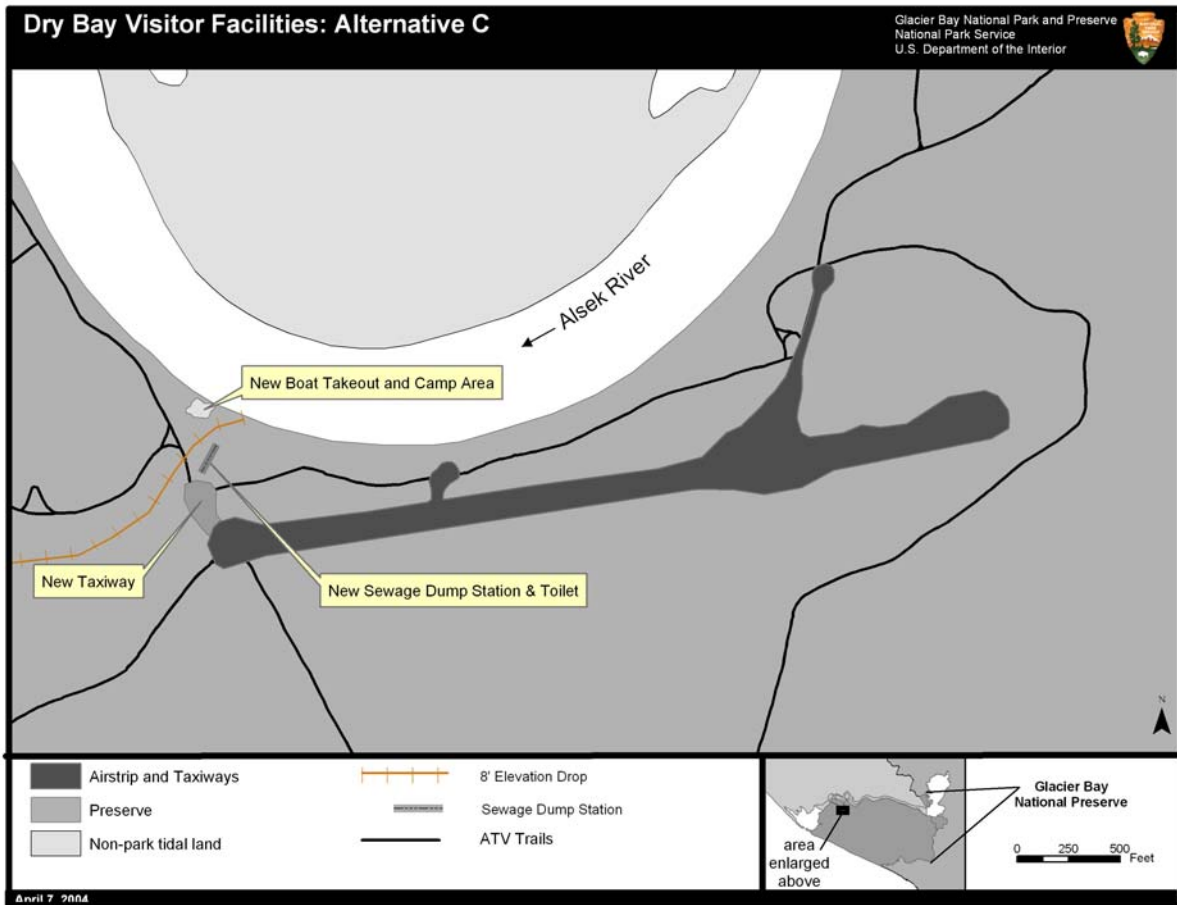 Dry Bay Visitor Facilities: Alternative C
Glacier Bay National Park and Preserve
National Park Service
U.S. Department of the Interior
Alsek River
New Boat Takeout and Camp Area
New Taxiway
New Sewage Dump Station & Toilet
N
Airstrip and Taxiways
Preserve
Non-park tidal land
8' Elevation Drop
Sewage Dump Station
ATV Trails
Glacier Bay
National Preserve
area
enlarged
above
0 250 500
Feet
April 7, 2004